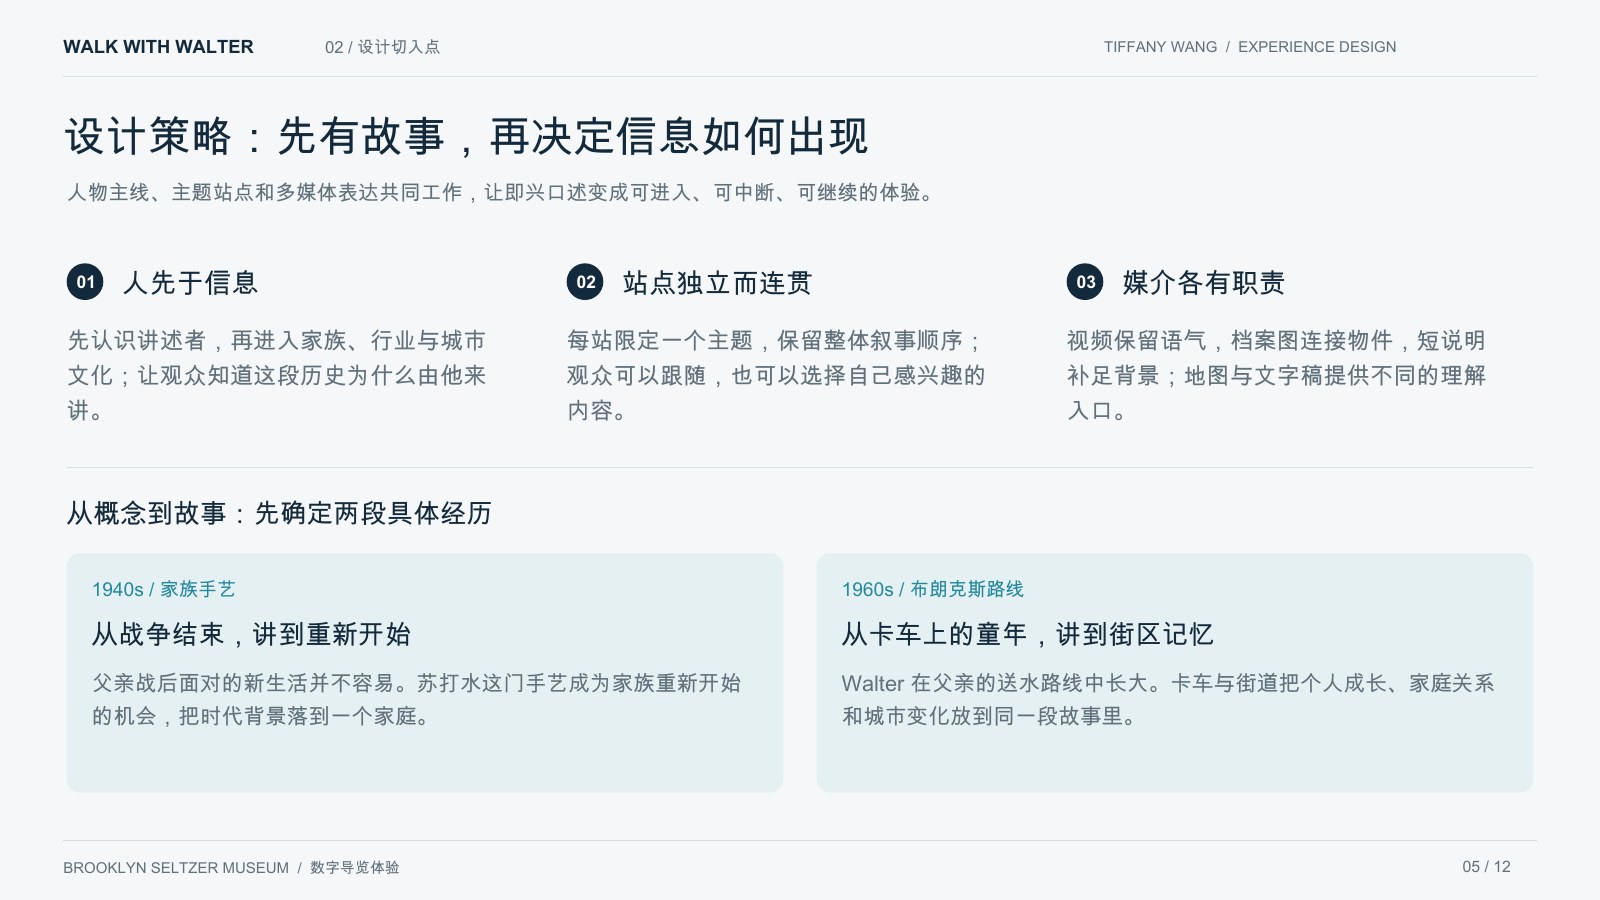 WALK WITH WALTER
02 / 设计切入点
TIFFANY WANG / EXPERIENCE DESIGN
设计策略：先有故事，再决定信息如何出现
人物主线、主题站点和多媒体表达共同工作，让即兴口述变成可进入、可中断、可继续的体验。
01 人先于信息
先认识讲述者，再进入家族、行业与城市
文化；让观众知道这段历史为什么由他来
讲。
02 站点独立而连贯
每站限定一个主题，保留整体叙事顺序；
观众可以跟随，也可以选择自己感兴趣的
内容。
03 媒介各有职责
视频保留语气，档案图连接物件，短说明
补足背景；地图与文字稿提供不同的理解
入口。
从概念到故事：先确定两段具体经历
1940s / 家族手艺
从战争结束，讲到重新开始
父亲战后面对的新生活并不容易。苏打水这门手艺成为家族重新开始
的机会，把时代背景落到一个家庭。
1960s / 布朗克斯路线
从卡车上的童年，讲到街区记忆
Walter 在父亲的送水路线中长大。卡车与街道把个人成长、家庭关系
和城市变化放到同一段故事里。
BROOKLYN SELTZER MUSEUM / 数字导览体验
05 / 12